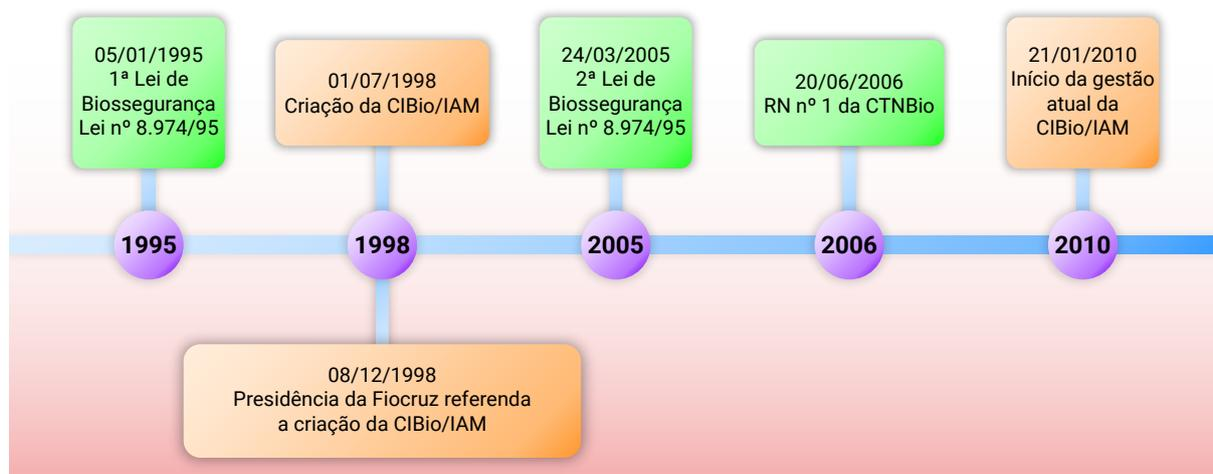 05/01/1995
1ª Lei de
Biossegurança
Lei nº 8.974/95
01/07/1998
Criação da CIBio/IAM
24/03/2005
2ª Lei de
Biossegurança
Lei nº 8.974/95
20/06/2006
RN nº 1 da CTNBio
21/01/2010
Início da gestão
atual da
CIBio/IAM
1995
1998
2005
2006
2010
08/12/1998
Presidência da Fiocruz referenda
a criação da CIBio/IAM